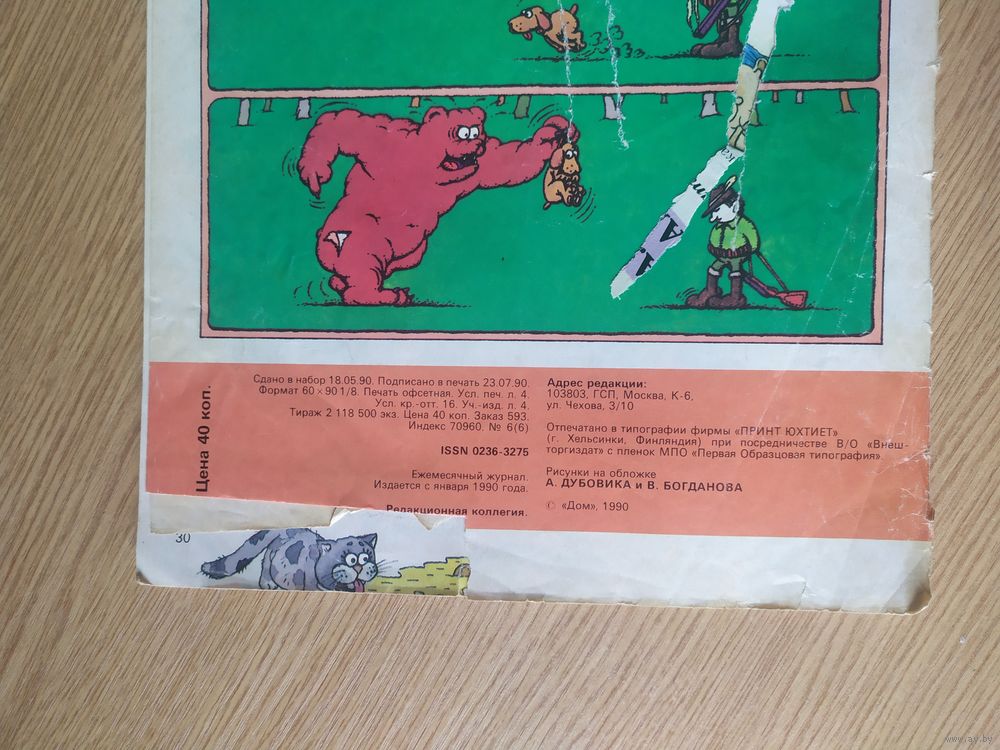 Цена 40 коп.
Сдано в набор 18.05.90. Подписано в печать 23.07.90.
Формат 60 × 90 1/8. Печать офсетная. Усл. печ. л. 4.
Усл. кр.-отт. 16. Уч.-изд. л. 4.
Тираж 2 118 500 экз. Цена 40 коп. Заказ 593.
Индекс 70960. № 6(6)
ISSN 0236-3275
Ежемесячный журнал.
Издается с января 1990 года.
Редакционная коллегия.
Адрес редакции:
103803, ГСП, Москва, К-6,
ул. Чехова, 3/10
Отпечатано в типографии фирмы «ПРИНТ ЮХТИЕТ»
(г. Хельсинки, Финляндия) при посредничестве В/О «Внеш-
торгиздат» с пленок МПО «Первая Образцовая типография».
Рисунки на обложке
А. ДУБОВИКА и В. БОГДАНОВА
© «Дом», 1990
30
www.ay.by